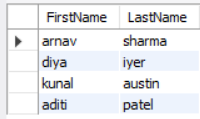 FirstName LastName
arnav sharma
diya iyer
kunal austin
aditi patel